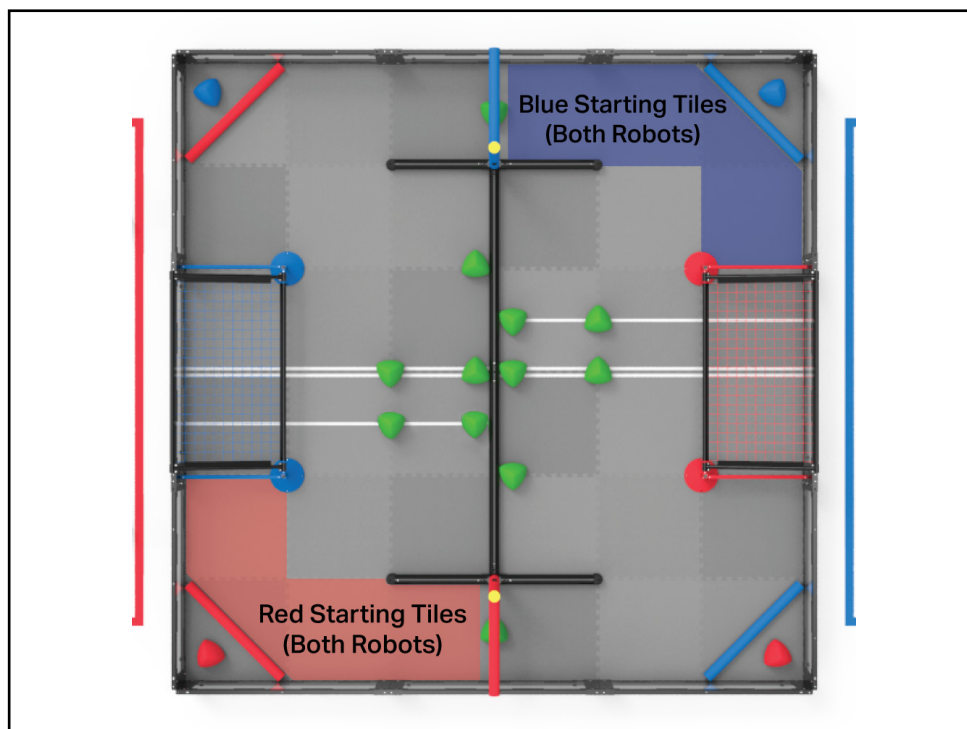 Blue Starting Tiles
(Both Robots)
Red Starting Tiles
(Both Robots)